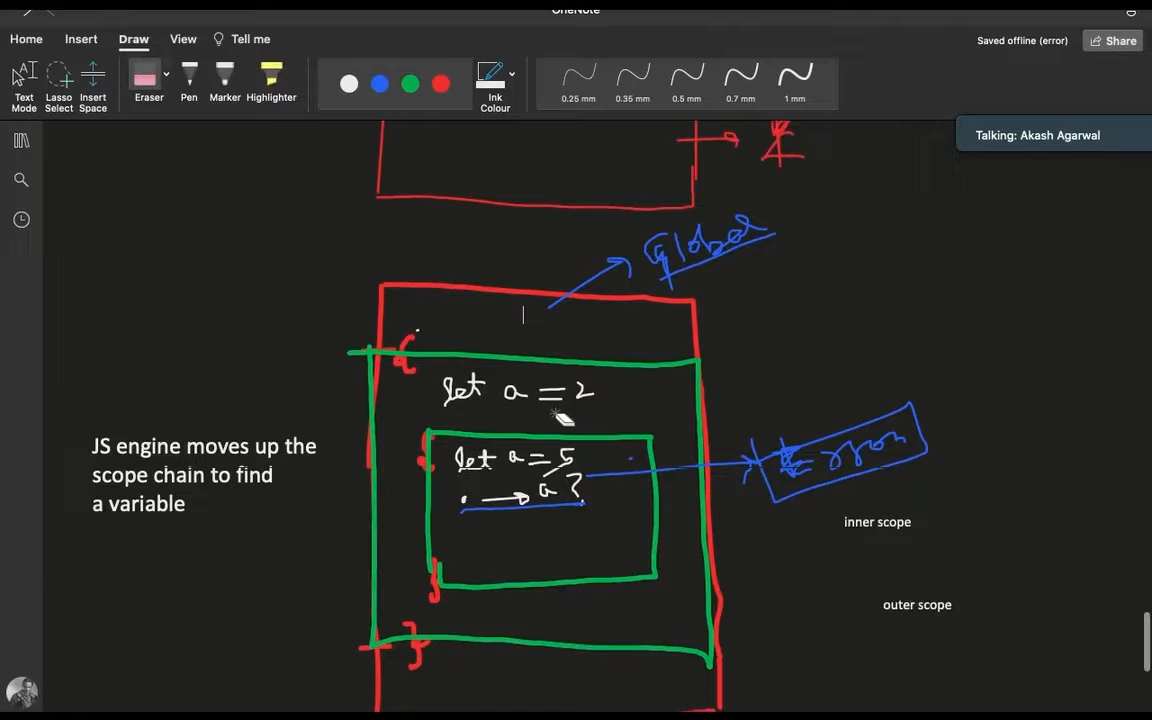 OneNote
Home Insert Draw View Tell me
Saved offline (error) Share
Text Mode
Lasso Select
Insert Space
Eraser
Pen
Marker
Highlighter
Ink Colour
0.25 mm 0.35 mm 0.5 mm 0.7 mm 1 mm
Talking: Akash Agarwal
Global
{
let a = 2
{
let a = 5
a ?
Error
JS engine moves up the
scope chain to find
a variable
inner scope
outer scope
}
}